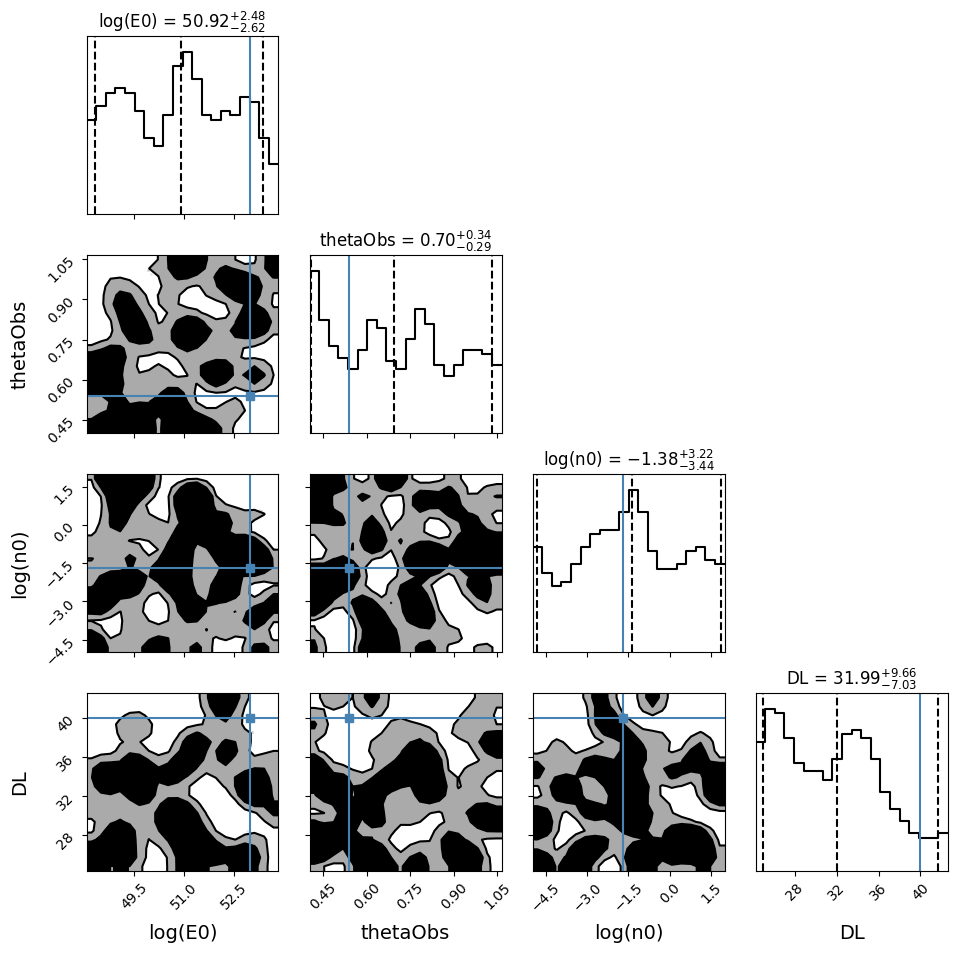 log(E0) = 50.92+2.48−2.62
thetaObs
1.05
0.90
0.75
0.60
0.45
thetaObs = 0.70+0.34−0.29
log(n0)
1.5
0.0
−1.5
−3.0
−4.5
log(n0) = −1.38+3.22−3.44
DL
40
36
32
28
DL = 31.99+9.66−7.03
49.5 51.0 52.5
0.45 0.60 0.75 0.90 1.05
−4.5 −3.0 −1.5 0.0 1.5
28 32 36 40
log(E0) thetaObs log(n0) DL